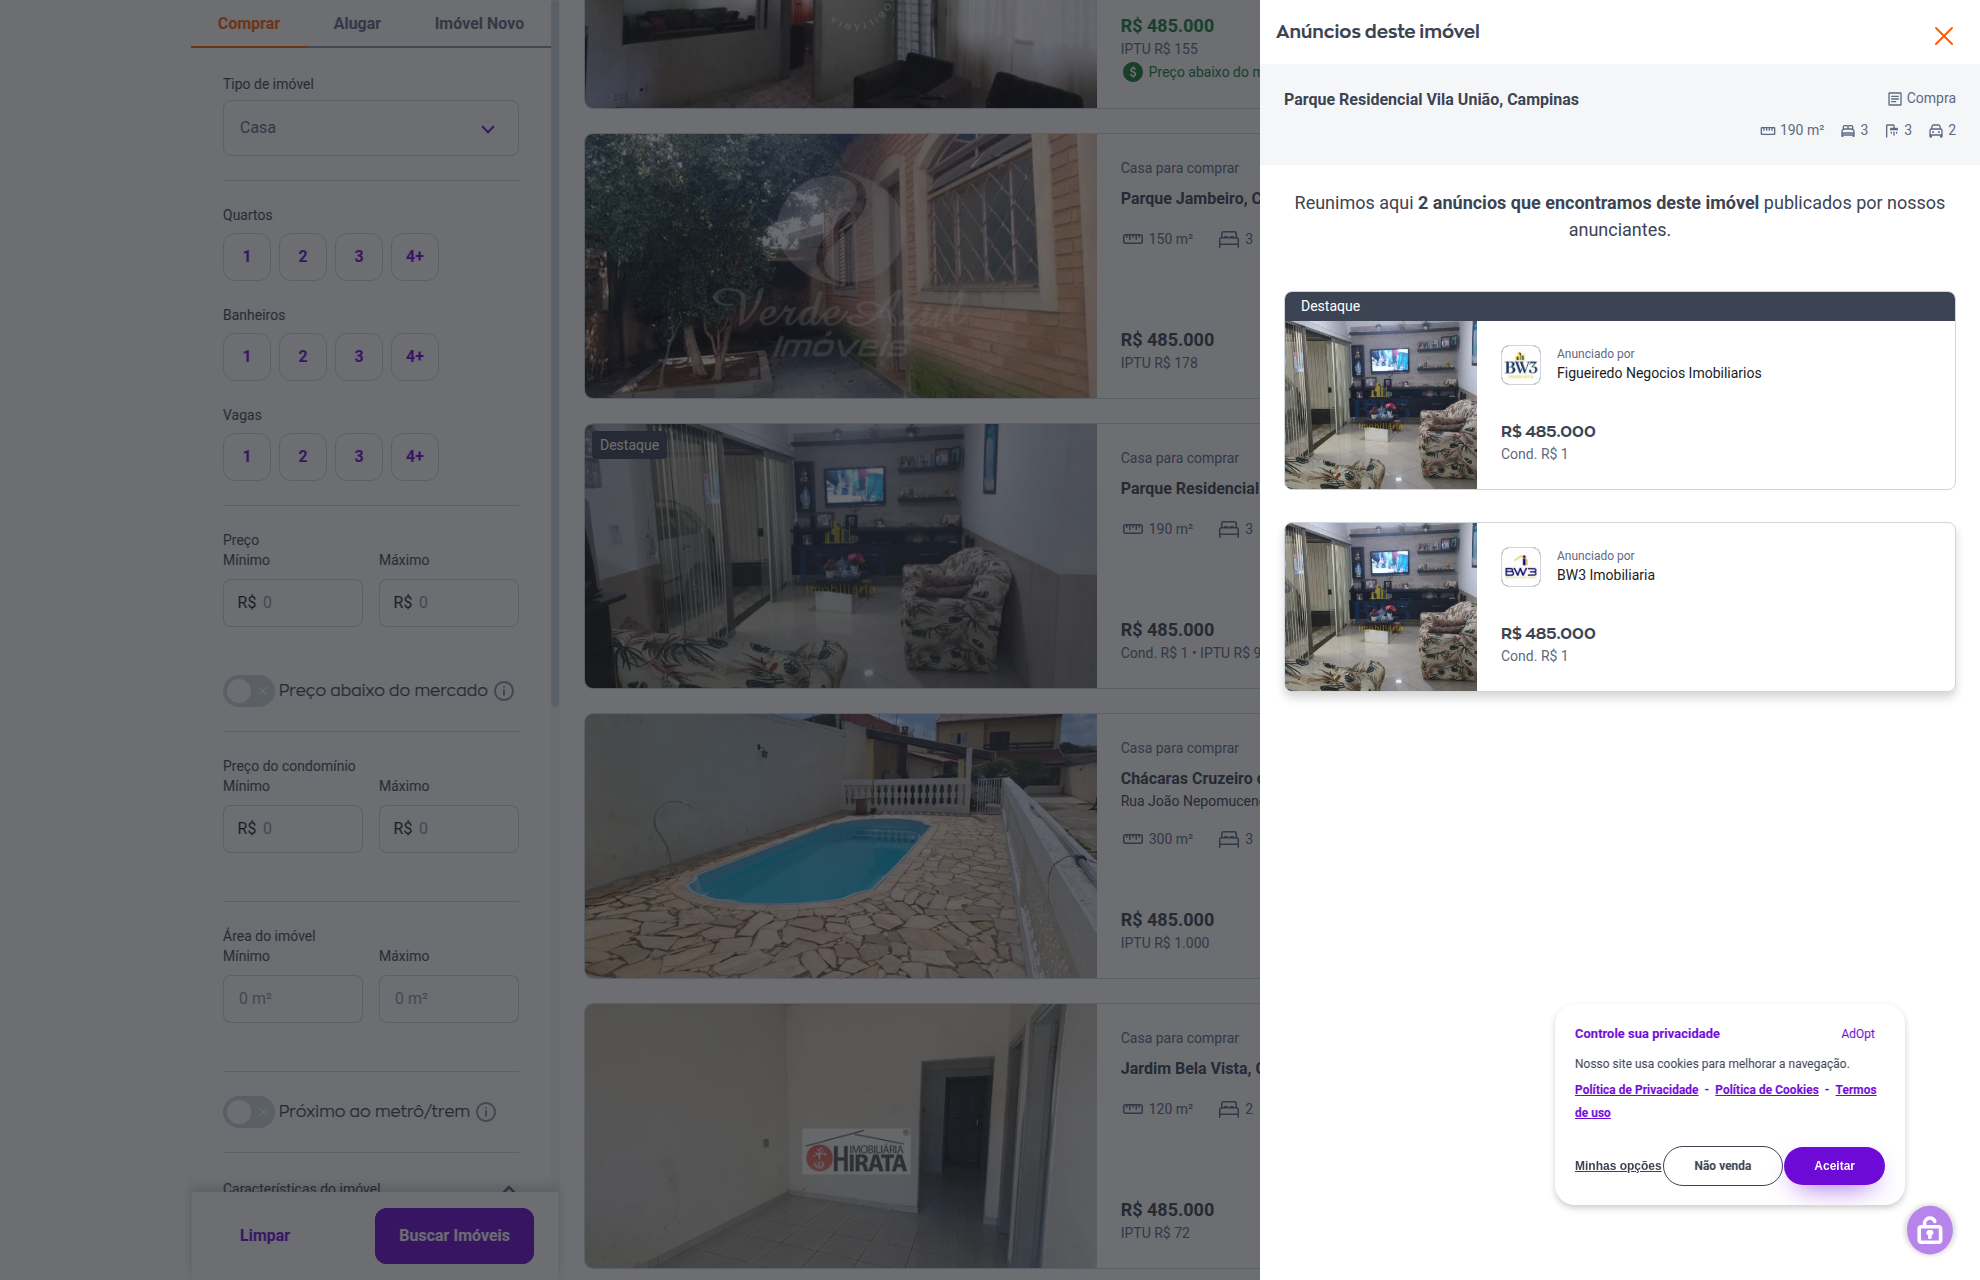 Comprar Alugar Imóvel Novo
Tipo de imóvel
Casa
Quartos
1 2 3 4+
Banheiros
1 2 3 4+
Vagas
1 2 3 4+
Preço
Mínimo Máximo
R$ 0 R$ 0
Preço abaixo do mercado
Preço do condomínio
Mínimo Máximo
R$ 0 R$ 0
Área do imóvel
Mínimo Máximo
0 m² 0 m²
Próximo ao metrô/trem
Características do imóvel
Limpar Buscar Imóveis
R$ 485.000
IPTU R$ 155
Preço abaixo do
Verde Azul
Imóveis
Casa para comprar
Parque Jambeiro,
150 m² 3
R$ 485.000
IPTU R$ 178
Destaque
Imobiliária
Casa para comprar
Parque Residencial
190 m² 3
R$ 485.000
Cond. R$ 1 • IPTU R$ 9
Casa para comprar
Chácaras Cruzeiro
Rua João Nepomucen
300 m² 3
R$ 485.000
IPTU R$ 1.000
IMOBILIÁRIA
HIRATA
Casa para comprar
Jardim Bela Vista,
120 m² 2
R$ 485.000
IPTU R$ 72
Anúncios deste imóvel
Parque Residencial Vila União, Campinas Compra
190 m² 3 3 2
Reunimos aqui 2 anúncios que encontramos deste imóvel publicados por nossos
anunciantes.
Destaque
BW3
Anunciado por
Figueiredo Negocios Imobiliarios
R$ 485.000
Cond. R$ 1
BW3
Anunciado por
BW3 Imobiliaria
R$ 485.000
Cond. R$ 1
Controle sua privacidade AdOpt
Nosso site usa cookies para melhorar a navegação.
Política de Privacidade - Política de Cookies - Termos
de uso
Minhas opções Não venda Aceitar